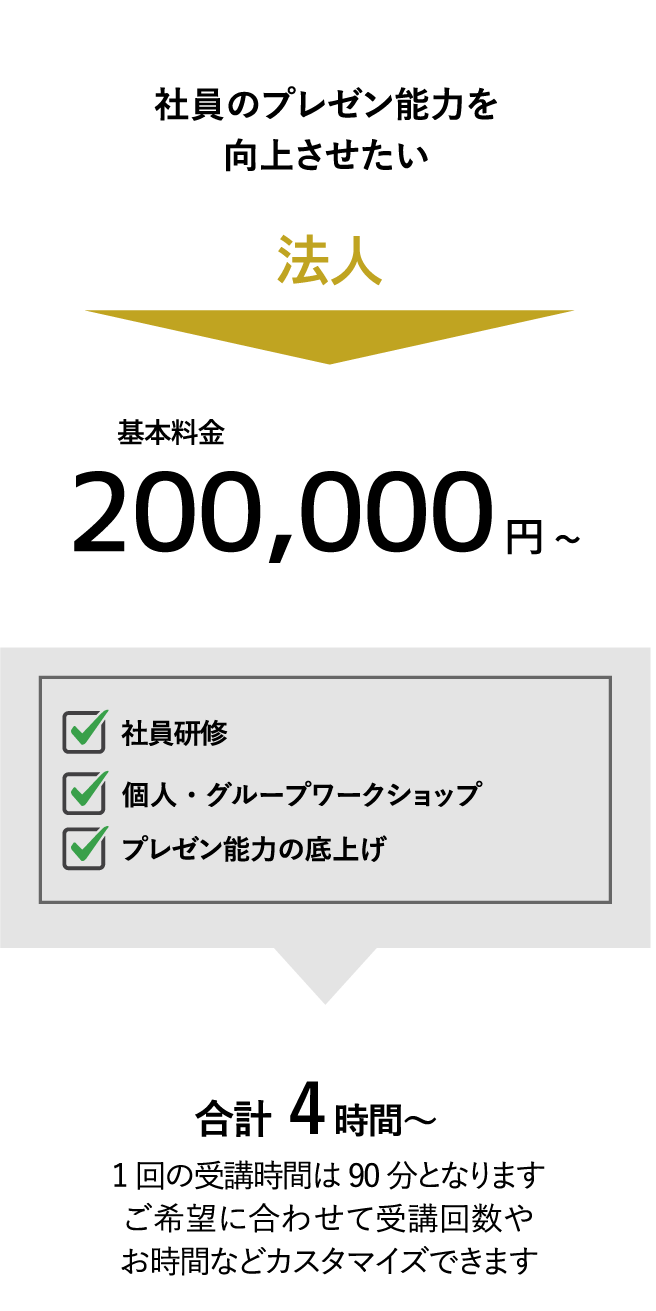 社員のプレゼン能力を
向上させたい
法人
基本料金
200,000円～
社員研修
個人・グループワークショップ
プレゼン能力の底上げ
合計 4 時間～
1 回の受講時間は 90 分となります
ご希望に合わせて受講回数や
お時間などカスタマイズできます